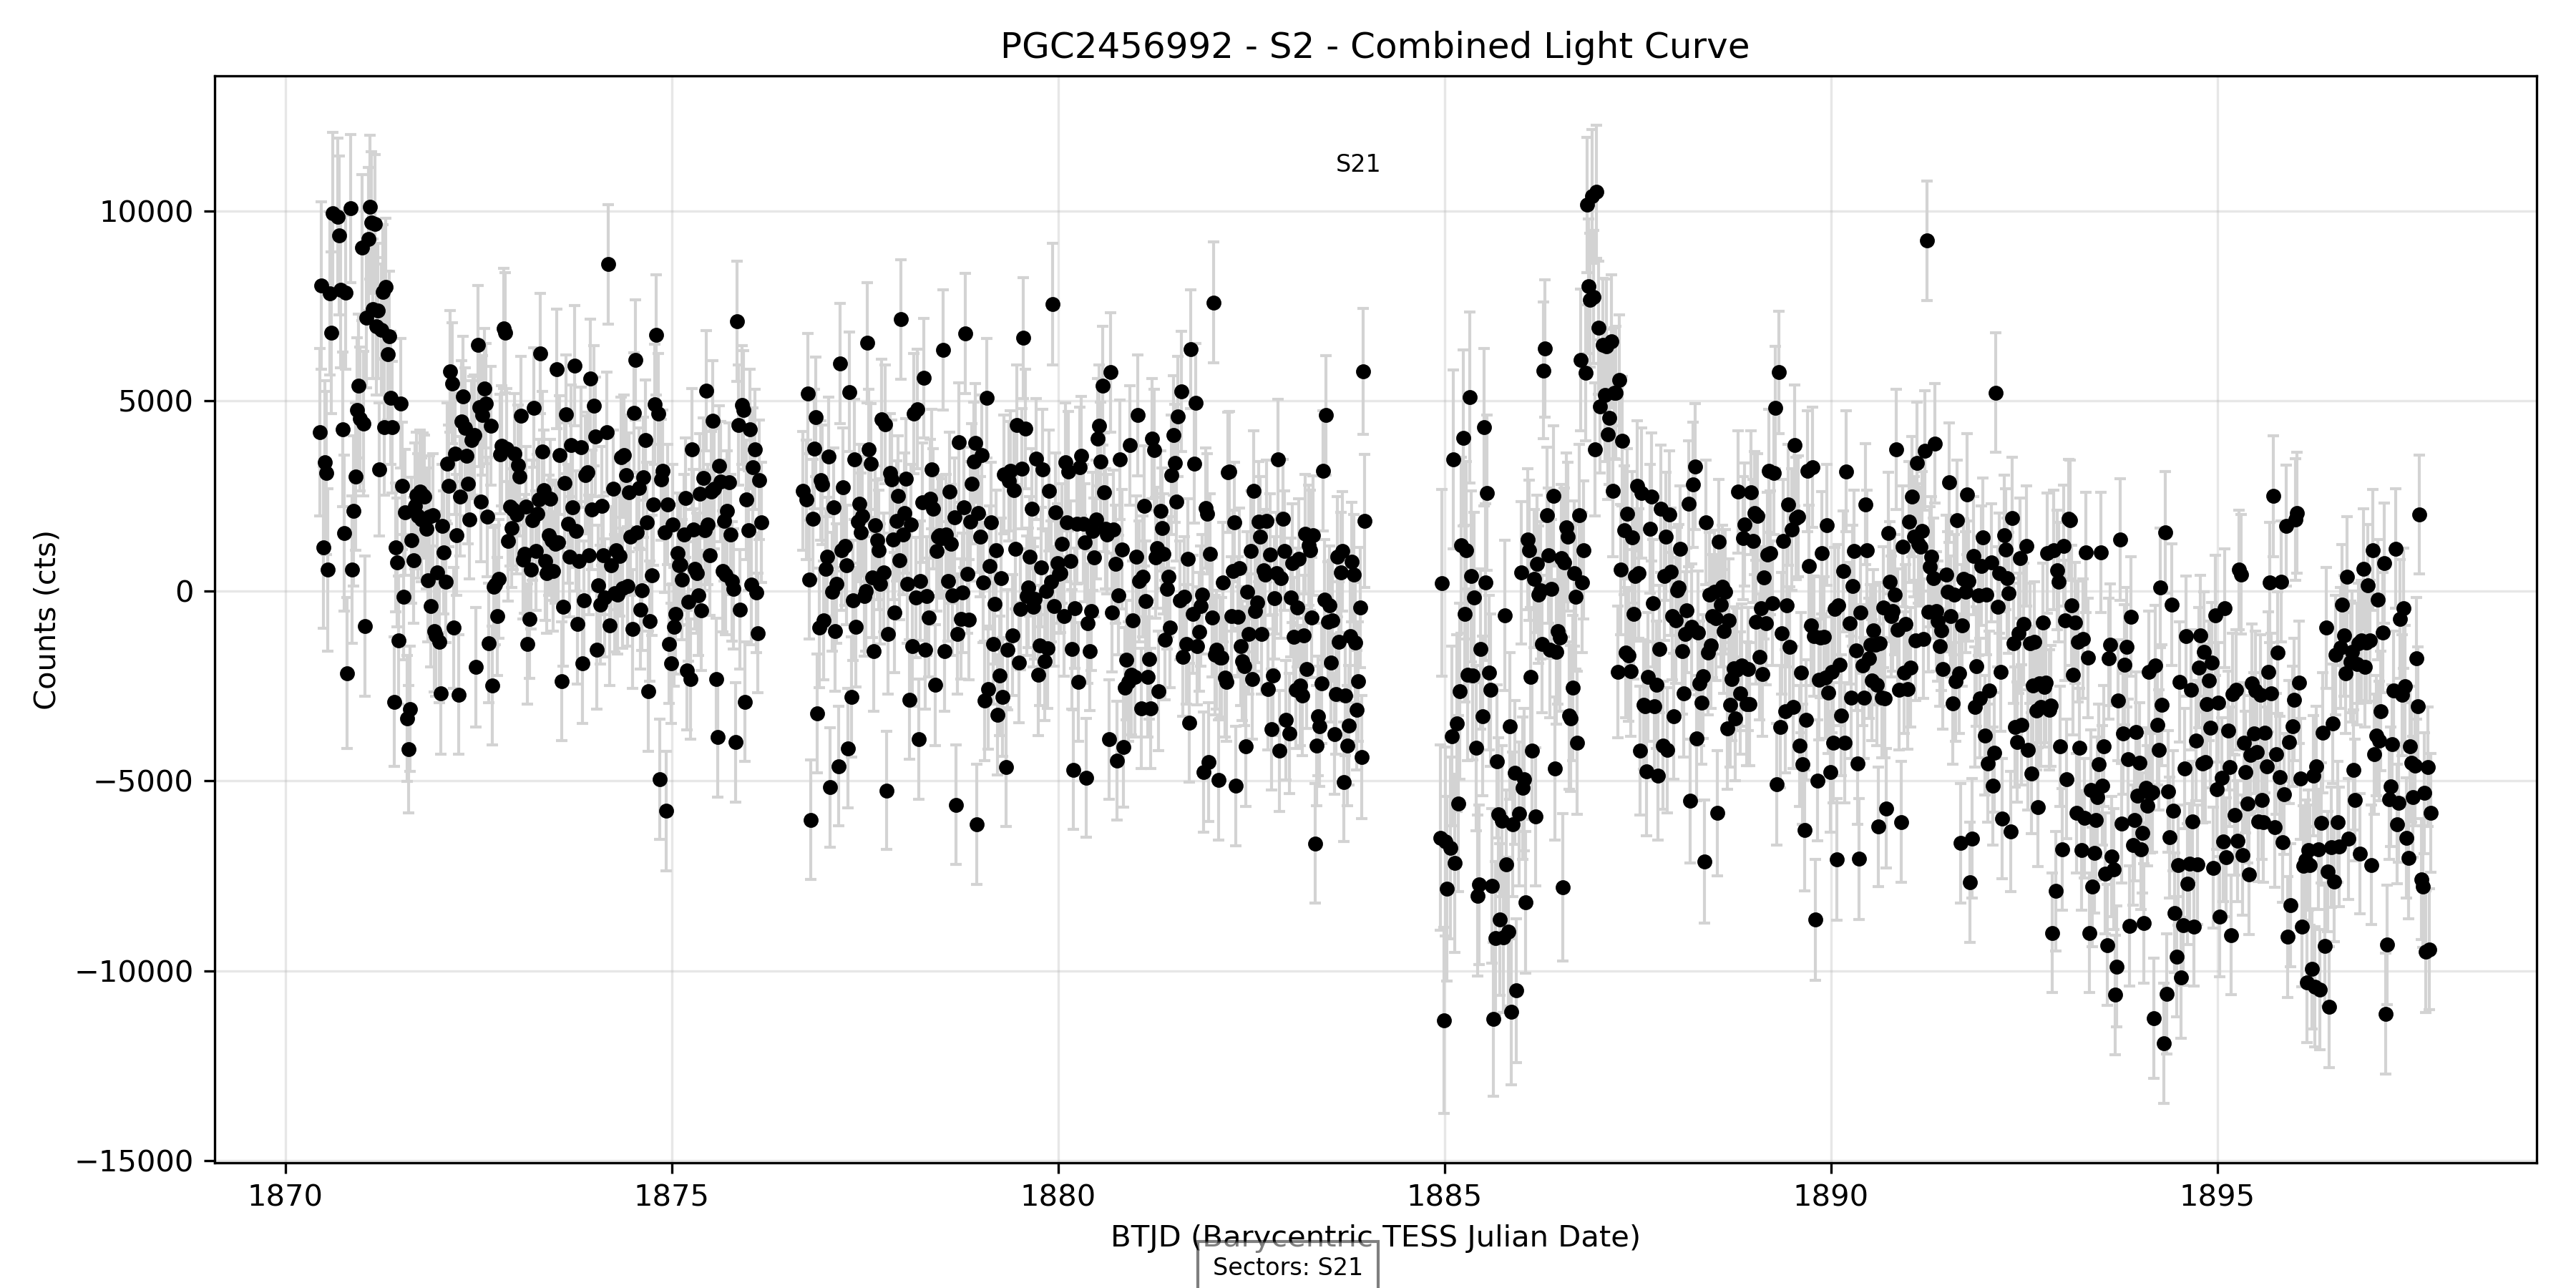 PGC2456992 - S2 - Combined Light Curve
S21
10000
5000
0
−5000
−10000
−15000
Counts (cts)
1870 1875 1880 1885 1890 1895
BTJD (Barycentric TESS Julian Date)
Sectors: S21